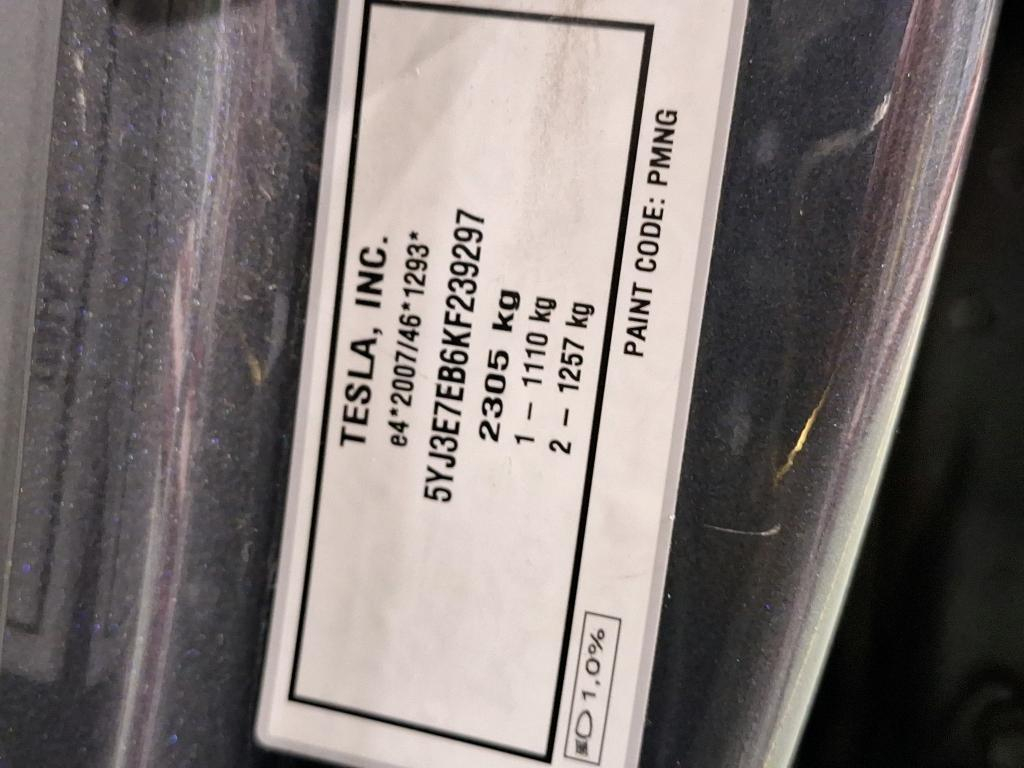 TESLA, INC.
e4*2007/46*1293*
5YJ3E7EB6KF239297
2305 kg
1 – 1110 kg
2 – 1257 kg
1,0%
PAINT CODE: PMNG